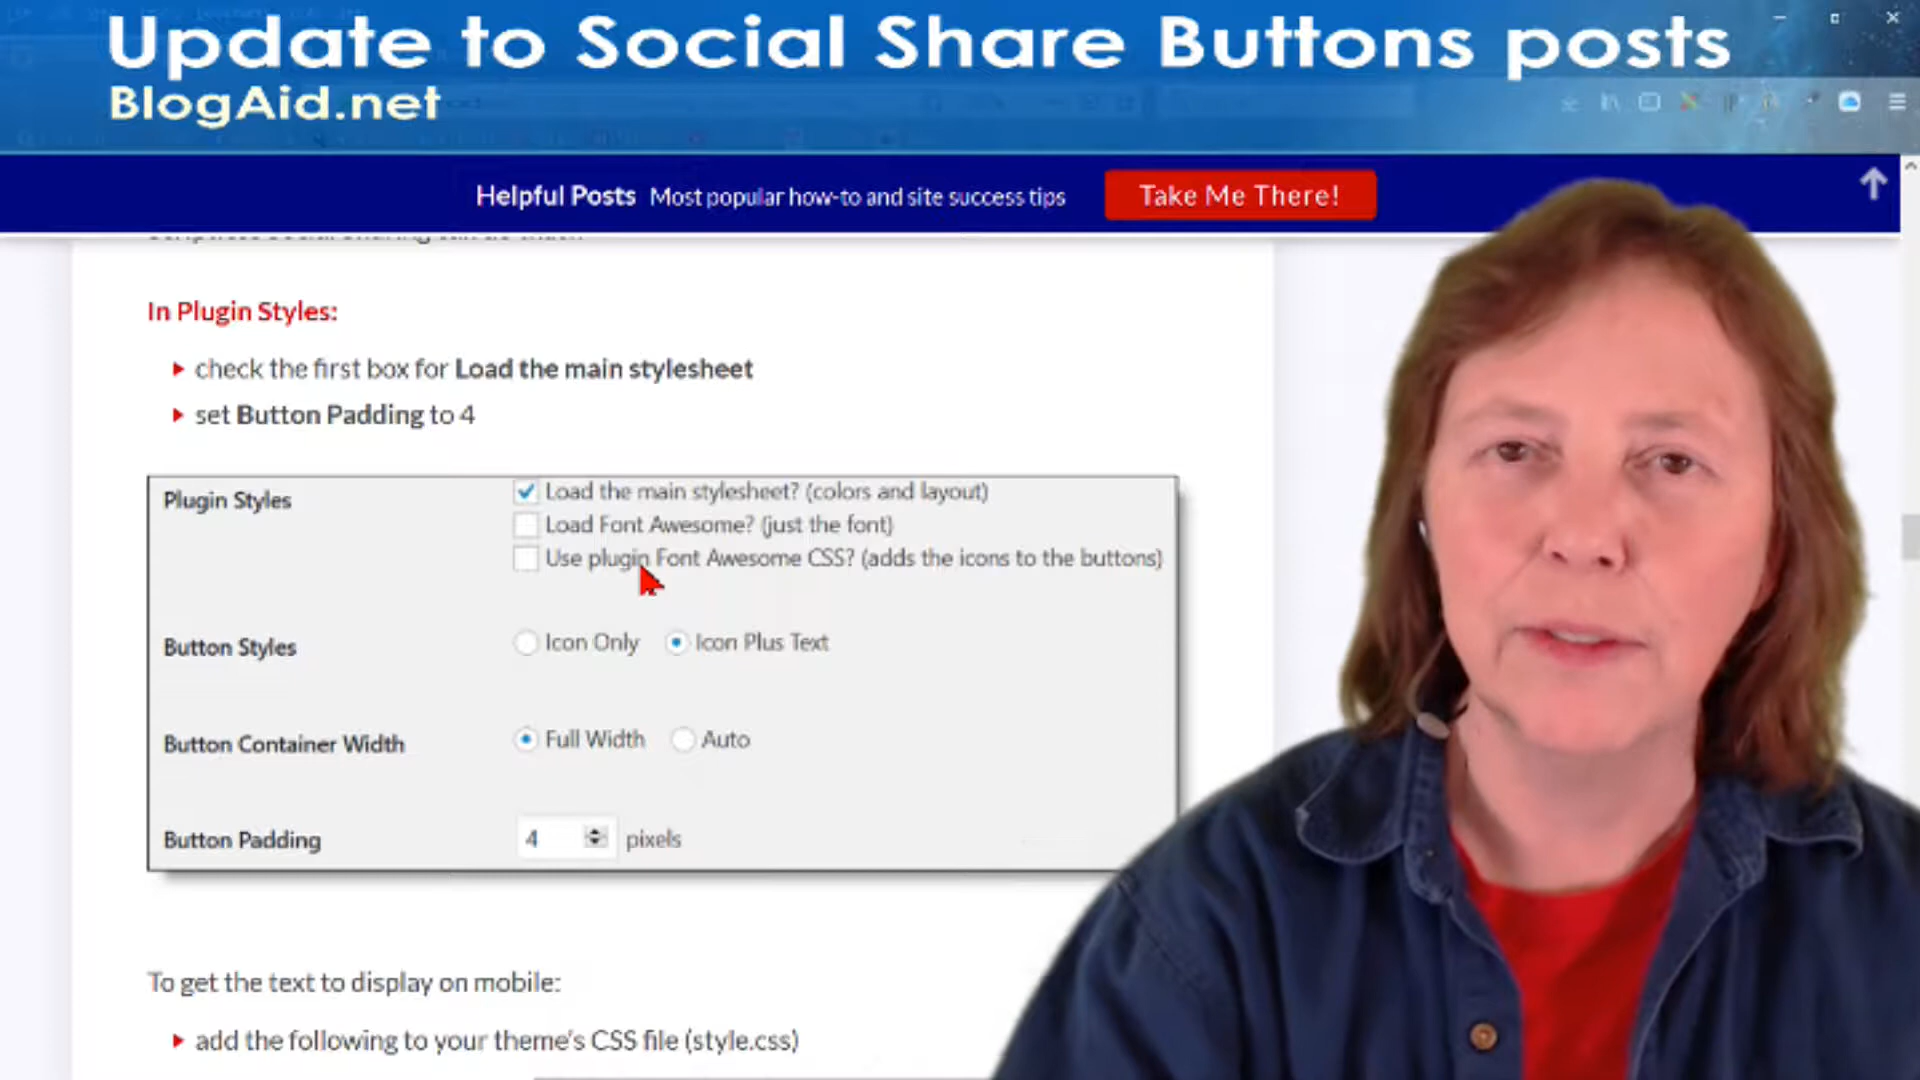 Update to Social Share Buttons posts
BlogAid.net
Helpful Posts Most popular how-to and site success tips Take Me There!
In Plugin Styles:
check the first box for Load the main stylesheet
set Button Padding to 4
Plugin Styles
Load the main stylesheet? (colors and layout)
Load Font Awesome? (just the font)
Use plugin Font Awesome CSS? (adds the icons to the buttons)
Button Styles Icon Only Icon Plus Text
Button Container Width Full Width Auto
Button Padding 4 pixels
To get the text to display on mobile:
add the following to your theme's CSS file (style.css)